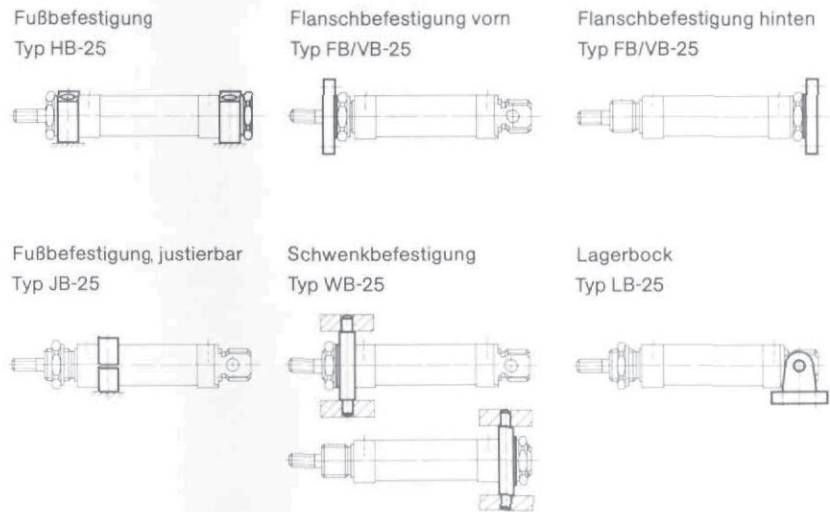 Fußbefestigung
Typ HB-25
Flanschbefestigung vorn
Typ FB/VB-25
Flanschbefestigung hinten
Typ FB/VB-25
Fußbefestigung, justierbar
Typ JB-25
Schwenkbefestigung
Typ WB-25
Lagerbock
Typ LB-25